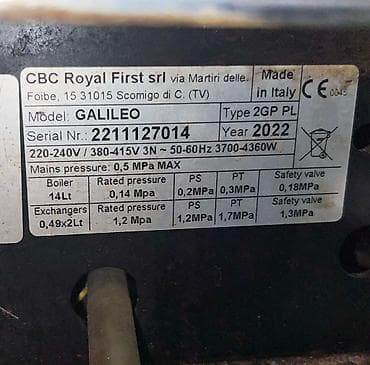 CBC Royal First srl via Martiri delle
Foibe, 15 31015 Scomigo di C. (TV)
Made in Italy
CE 0045
Model: GALILEO
Type 2GP PL
Serial Nr.: 2211127014
Year 2022
220-240V / 380-415V 3N ~ 50-60Hz 3700-4360W
Mains pressure: 0,5 MPa MAX
Boiler Rated pressure PS PT Safety valve
14Lt 0,14 Mpa 0,2MPa 0,3MPa 0,18MPa
Exchangers Rated pressure PS PT Safety valve
0,49x2Lt 1,2 Mpa 1,2MPa 1,7MPa 1,3MPa